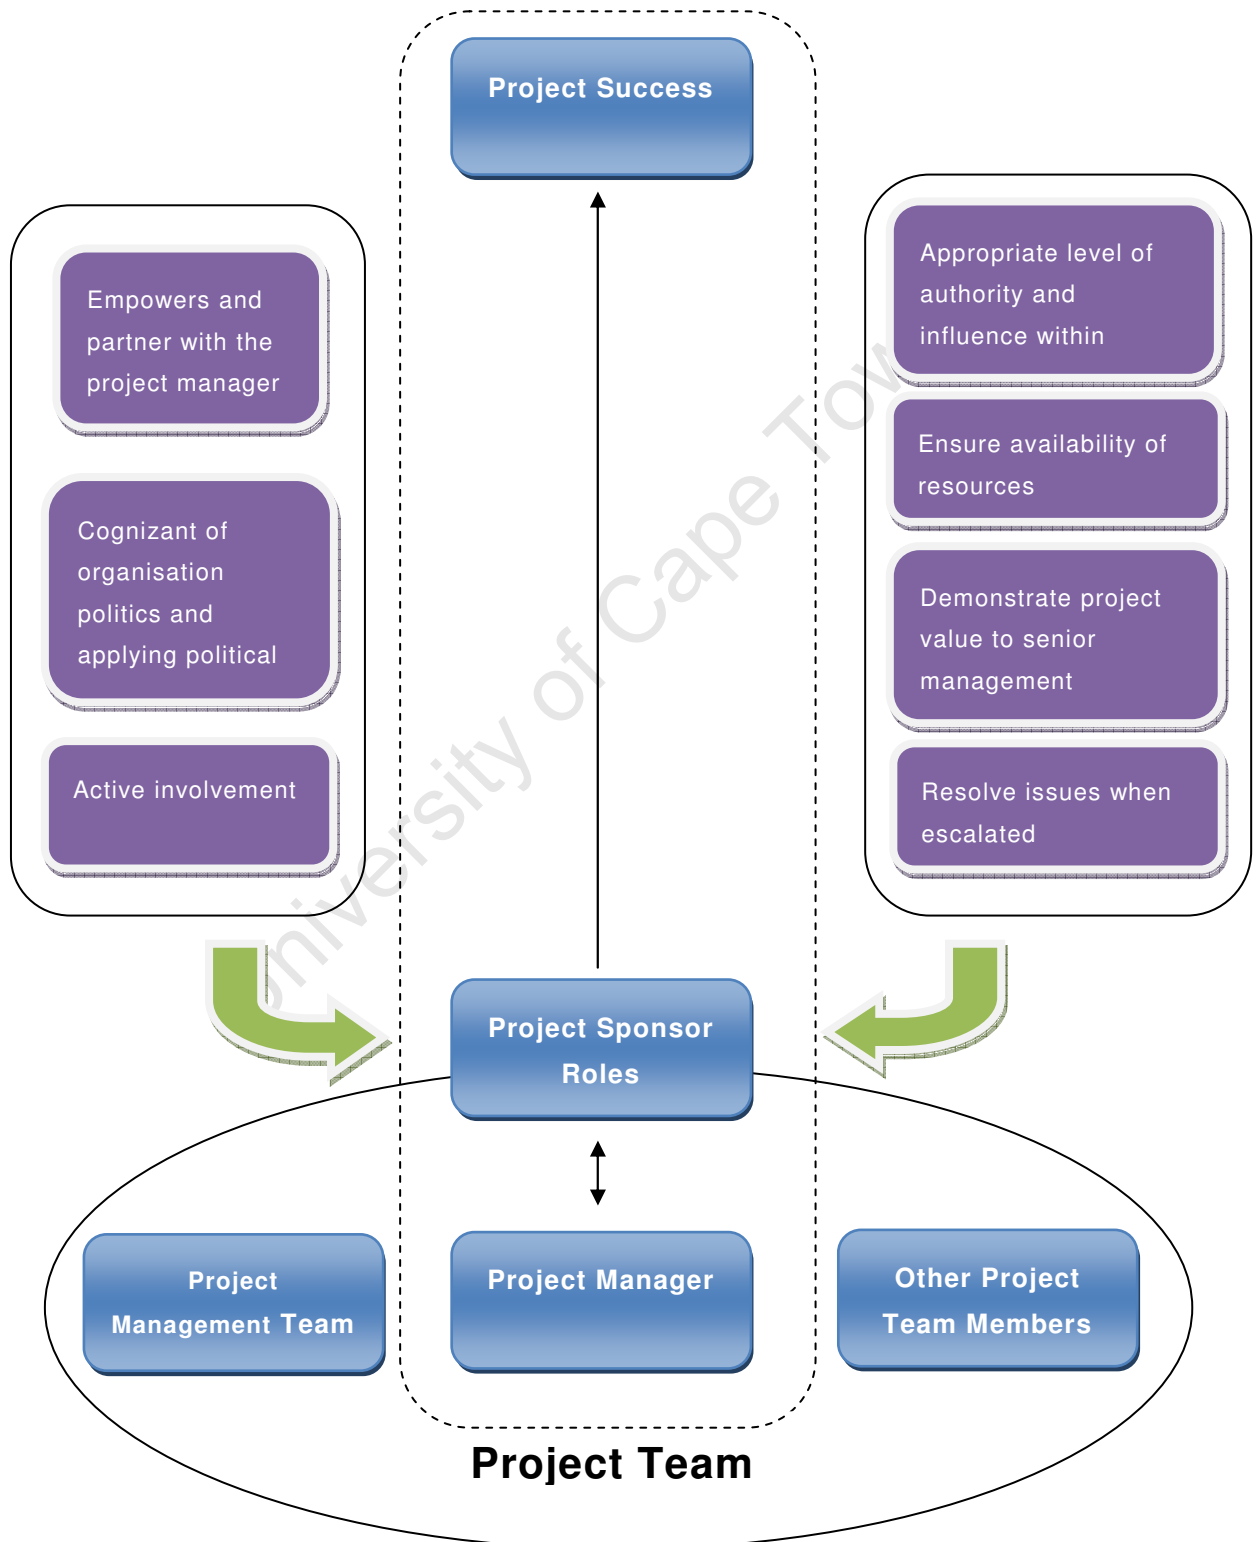 Project Success
Empowers and
partner with the
project manager
Cognizant of
organisation
politics and
applying political
Active involvement
Appropriate level of
authority and
influence within
Ensure availability of
resources
Demonstrate project
value to senior
management
Resolve issues when
escalated
University of Cape Town
Project Sponsor
Roles
Project
Management Team
Project Manager
Other Project
Team Members
Project Team